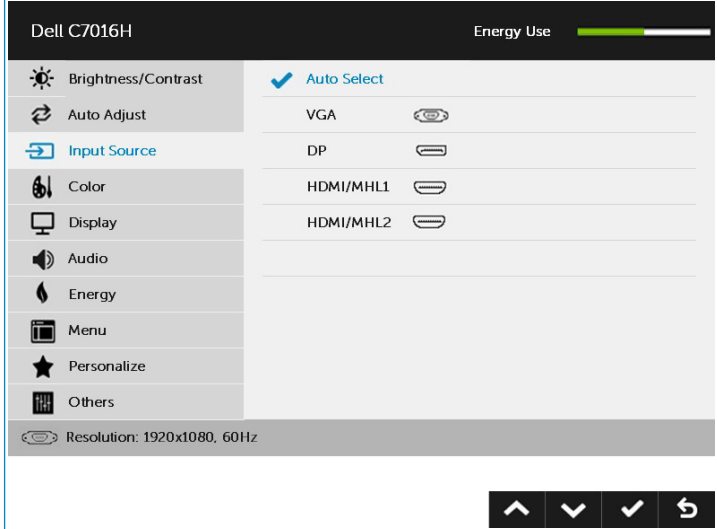 Dell C7016H Energy Use
Brightness/Contrast Auto Select
Auto Adjust VGA
Input Source DP
Color HDMI/MHL1
Display HDMI/MHL2
Audio
Energy
Menu
Personalize
Others
Resolution: 1920x1080, 60Hz